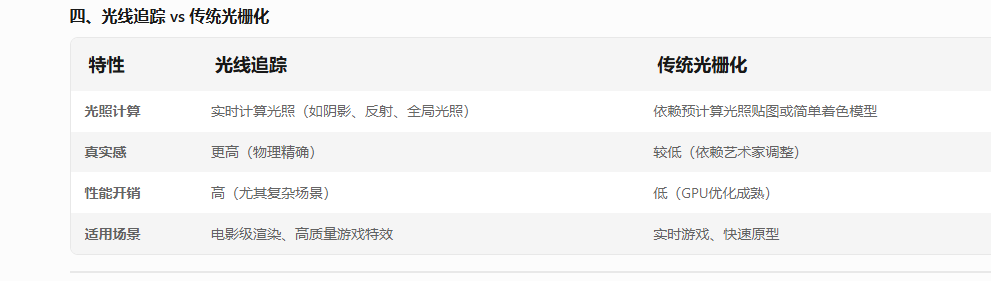 四、光线追踪 vs 传统光栅化
特性 光线追踪 传统光栅化
光照计算 实时计算光照（如阴影、反射、全局光照） 依赖预计算光照贴图或简单着色模型
真实感 更高（物理精确） 较低（依赖艺术家调整）
性能开销 高（尤其复杂场景） 低（GPU优化成熟）
适用场景 电影级渲染、高质量游戏特效 实时游戏、快速原型